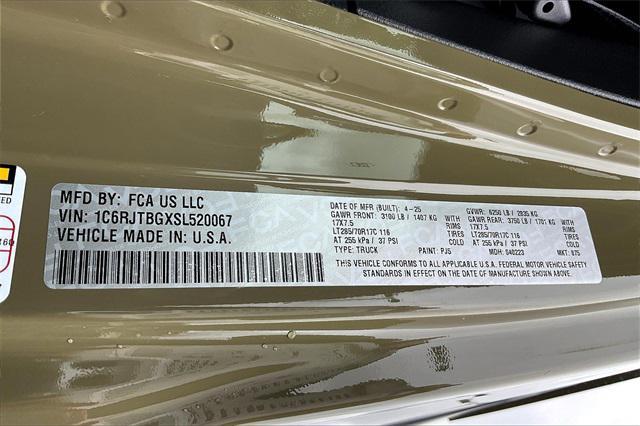 MFD BY: FCA US LLC
VIN: 1C6RJTBGXSL520067
VEHICLE MADE IN: U.S.A.
DATE OF MFR (BUILT): 4-25
GAWR FRONT: 3100 LB / 1407 KG WITH
17X7.5 RIMS
LT285/70R17C 116 TIRES
AT 255 KPA / 37 PSI COLD
TYPE: TRUCK
PAINT: PJ5
GVWR: 6250 LB / 2835 KG
GAWR REAR: 3750 LB / 1701 KG WITH
17X7.5 RIMS
LT285/70R17C 116 TIRES
AT 255 KPA / 37 PSI COLD
MDH: 040223
MKT: 875
THIS VEHICLE CONFORMS TO ALL APPLICABLE U.S.A. FEDERAL MOTOR VEHICLE SAFETY
STANDARDS IN EFFECT ON THE DATE OF MANUFACTURE SHOWN ABOVE.